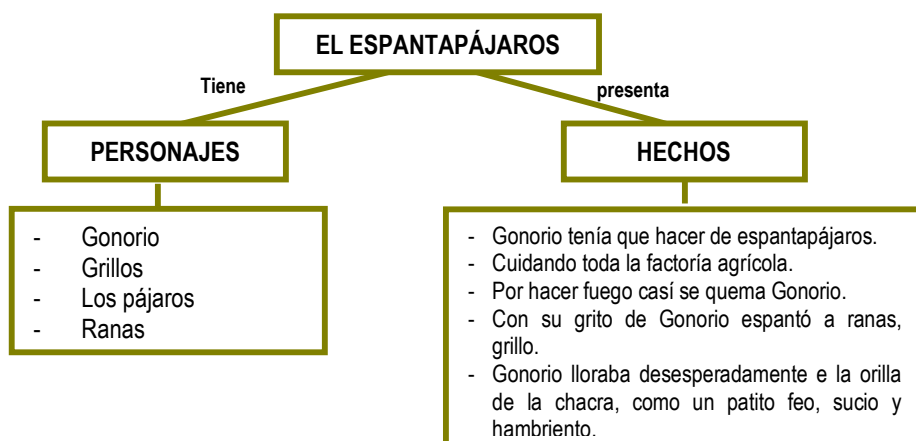 EL ESPANTAPÁJAROS
Tiene
presenta
PERSONAJES
HECHOS
- Gonorio
- Grillos
- Los pájaros
- Ranas
- Gonorio tenía que hacer de espantapájaros.
- Cuidando toda la factoría agrícola.
- Por hacer fuego casí se quema Gonorio.
- Con su grito de Gonorio espantó a ranas,
grillo.
- Gonorio lloraba desesperadamente e la orilla
de la chacra, como un patito feo, sucio y
hambriento.